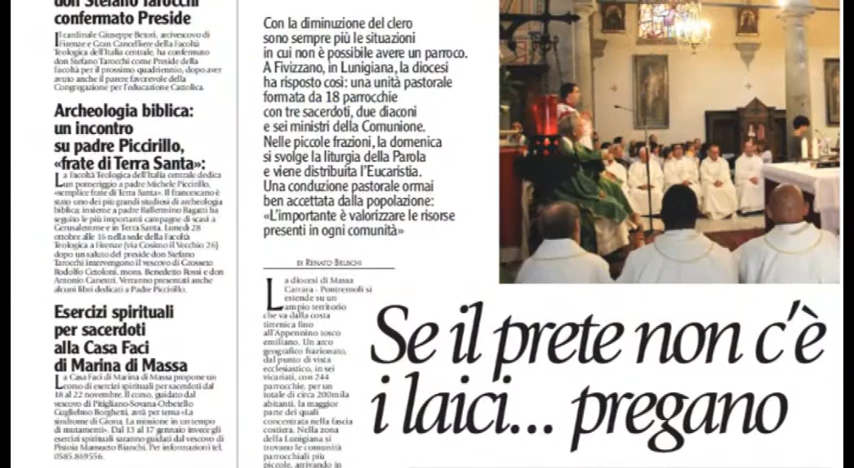 don Stefano Tarocchi
confermato Preside
Il cardinale Giuseppe Betori, arcivescovo di
Firenze e Gran Cancelliere della Facoltà
Teologica dell'Italia centrale, ha confermato
don Stefano Tarocchi come Preside della
Facoltà per il prossimo quadriennio, dopo aver
avuto anche il parere favorevole della
Congregazione per l'educazione Cattolica.
Archeologia biblica:
un incontro
su padre Piccirillo,
«frate di Terra Santa»:
La Facoltà Teologica dell'Italia centrale dedica
un pomeriggio a padre Michele Piccirillo,
«semplice frate di Terra Santa». Il francescano è
stato uno dei più grandi studiosi di archeologia
biblica; insieme a padre Bellarmino Bagatti ha
seguito le più importanti campagne di scavi a
Gerusalemme e in Terra Santa. Lunedì 28
ottobre alle 16 nella sede della Facoltà
Teologica a Firenze (via Cosimo il Vecchio 26)
dopo un saluto del preside don Stefano
Tarocchi intervengono il vescovo di Grosseto
Rodolfo Cetoloni, mons. Benedetto Rossi e don
Antonio Canestri. Verranno presentati anche
alcuni libri dedicati a Padre Piccirillo.
Esercizi spirituali
per sacerdoti
alla Casa Faci
di Marina di Massa
La Casa Faci di Marina di Massa propone un
corso di esercizi spirituali per sacerdoti dal
18 al 22 novembre. Il corso, guidato dal
vescovo di Pitigliano-Sovana-Orbetello
Guglielmo Borghetti, avrà per tema «La
sindrome di Giona. La missione in un tempo
di mutamenti». Dal 13 al 17 gennaio invece gli
esercizi spirituali saranno guidati dal vescovo di
Pistoia Mansueto Bianchi. Per informazioni tel.
0585.869556.
Con la diminuzione del clero
sono sempre più le situazioni
in cui non è possibile avere un parroco.
A Fivizzano, in Lunigiana, la diocesi
ha risposto così: una unità pastorale
formata da 18 parrocchie
con tre sacerdoti, due diaconi
e sei ministri della Comunione.
Nelle piccole frazioni, la domenica
si svolge la liturgia della Parola
e viene distribuita l'Eucaristia.
Una conduzione pastorale ormai
ben accettata dalla popolazione:
«L'importante è valorizzare le risorse
presenti in ogni comunità»
DI RENATO BRUSCHI
La diocesi di Massa
Carrara - Pontremoli si
estende su un
ampio territorio
che va dalla costa
tirrenica fino
all'Appennino tosco
emiliano. Un arco
geografico frazionato,
dal punto di vista
ecclesiastico, in sei
vicariati, con 244
parrocchie, per un
totale di circa 200mila
abitanti, la maggior
parte dei quali
concentrata nella fascia
costiera. Nella zona
della Lunigiana si
trovano le comunità
parrocchiali più
piccole, arrivando in
Se il prete non c'è
i laici... pregano